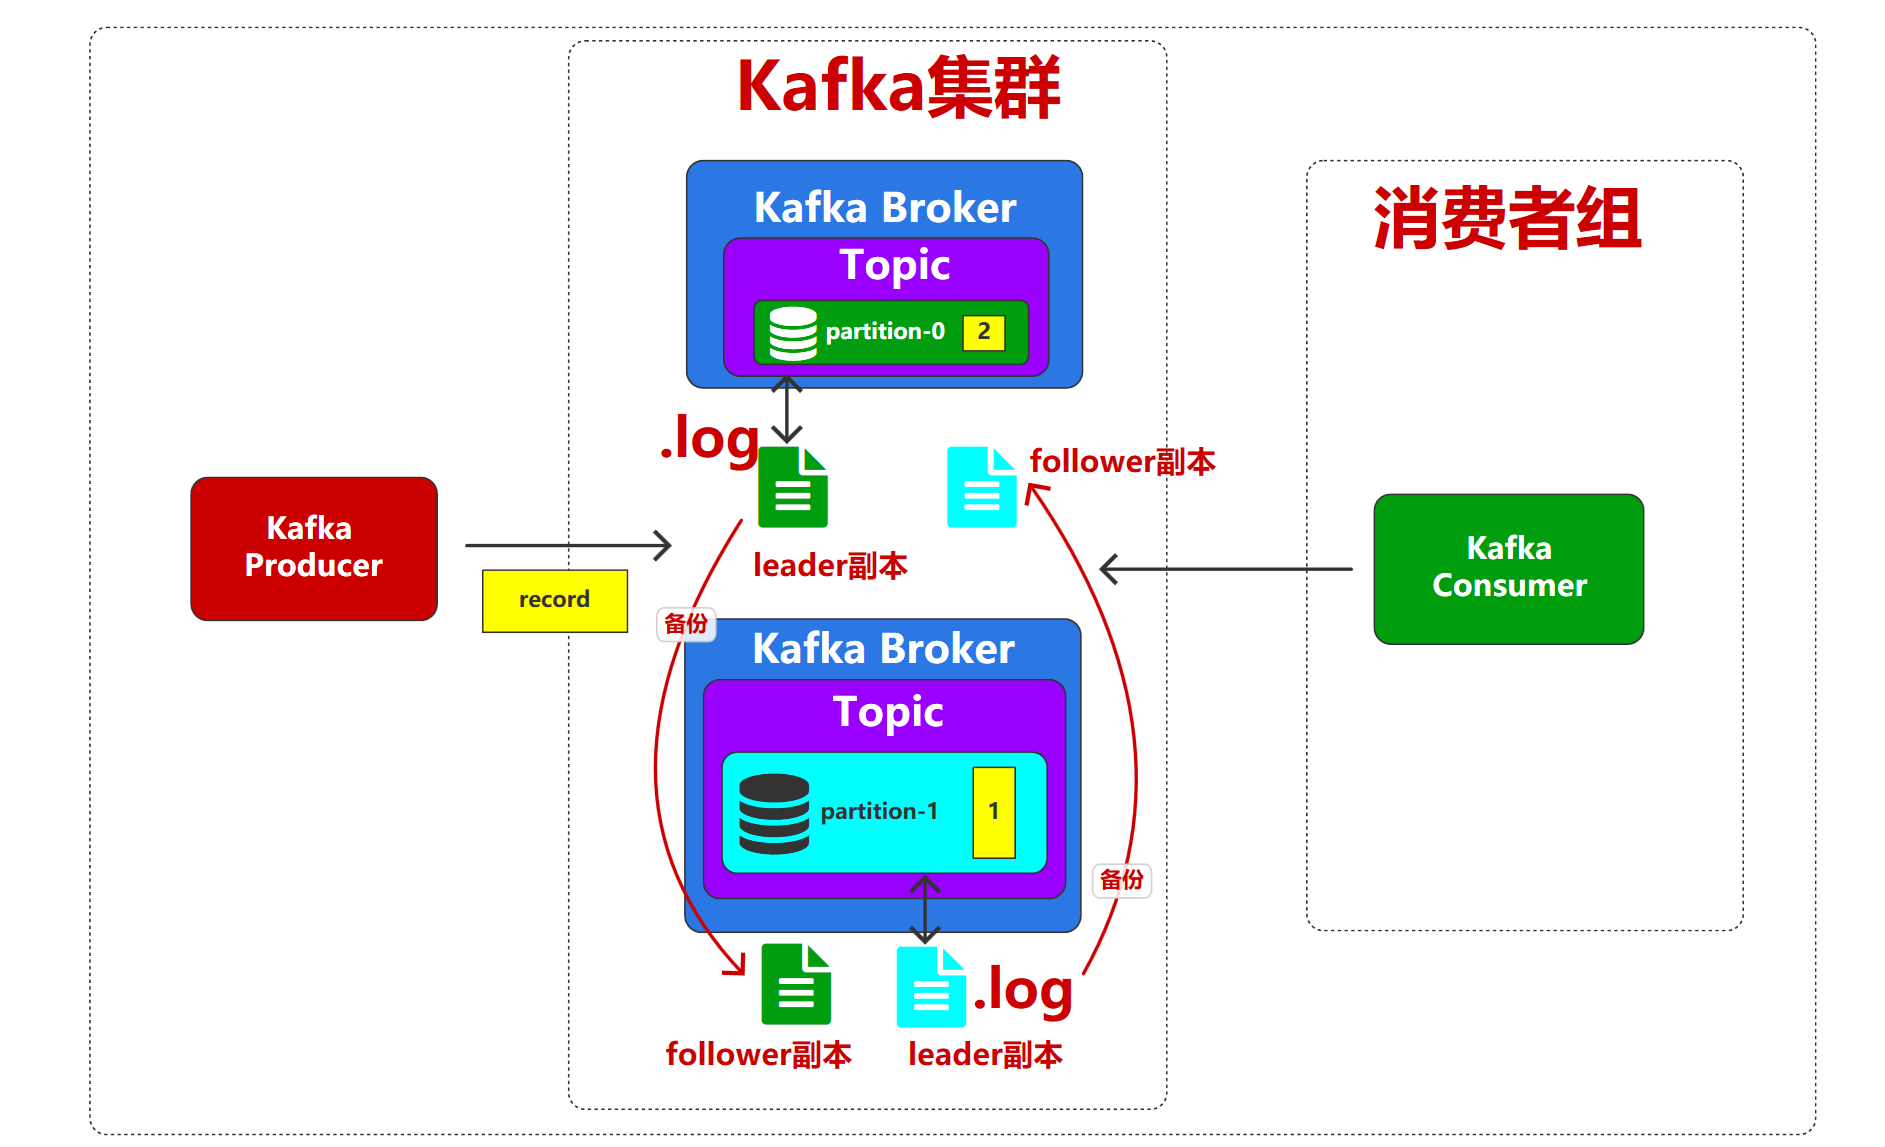 Kafka集群
Kafka Broker
Topic
partition-0
2
.log
leader副本
follower副本
Kafka
Producer
record
备份
Kafka Broker
Topic
partition-1
1
备份
.log
follower副本
leader副本
消费者组
Kafka
Consumer